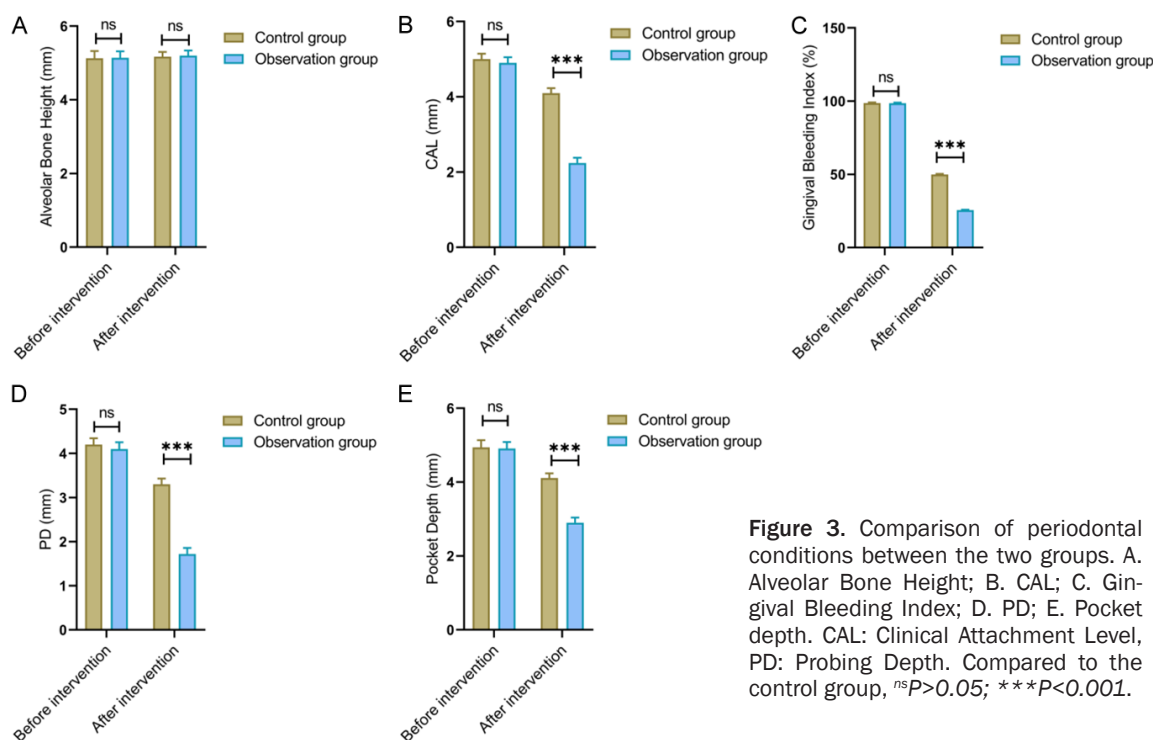 A
Alveolar Bone Height (mm)
6
4
2
0
ns
ns
Before intervention
After intervention
Control group
Observation group
B
CAL (mm)
6
4
2
0
ns
***
Before intervention
After intervention
Control group
Observation group
C
Gingival Bleeding Index (%)
150
100
50
0
ns
***
Before intervention
After intervention
Control group
Observation group
D
PD (mm)
5
4
3
2
1
0
ns
***
Before intervention
After intervention
Control group
Observation group
E
Pocket Depth (mm)
6
4
2
0
ns
***
Before intervention
After intervention
Control group
Observation group
Figure 3. Comparison of periodontal
conditions between the two groups. A.
Alveolar Bone Height; B. CAL; C. Gin-
gival Bleeding Index; D. PD; E. Pocket
depth. CAL: Clinical Attachment Level,
PD: Probing Depth. Compared to the
control group, nsP>0.05; ***P<0.001.